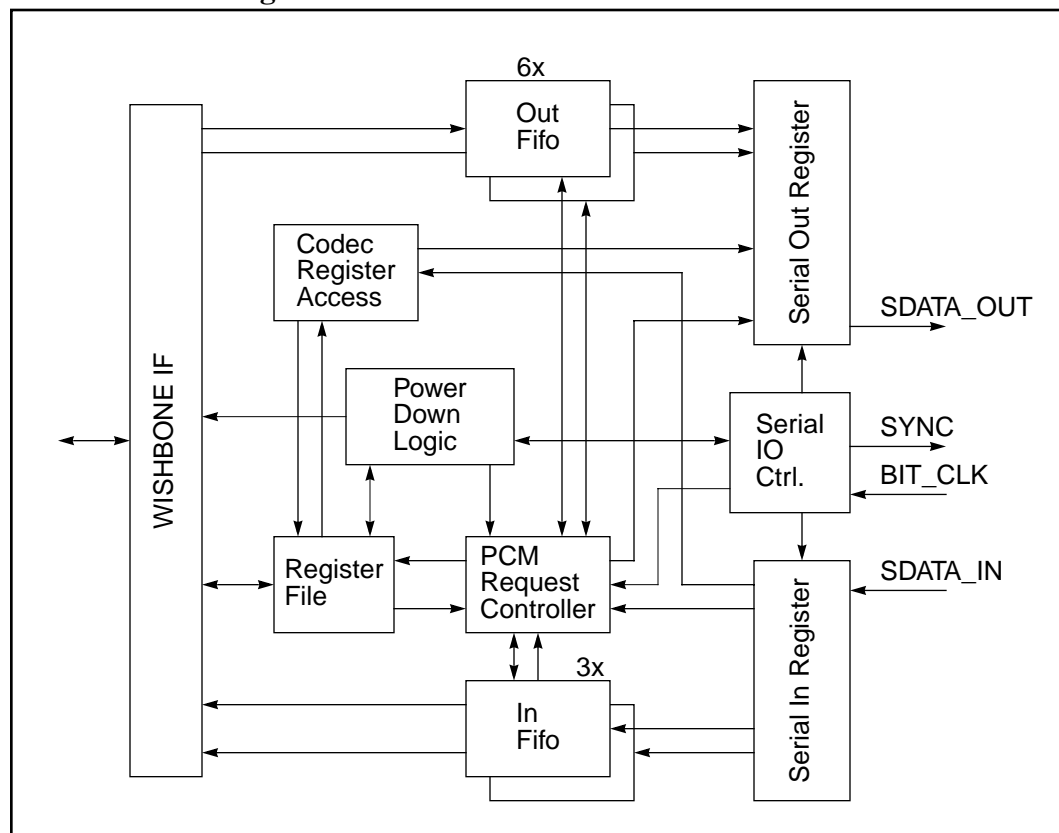 6x
Out
Fifo
Codec
Register
Access
Serial Out Register
SDATA_OUT
WISHBONE IF
Power
Down
Logic
Serial
IO
Ctrl.
SYNC
BIT_CLK
Register
File
PCM
Request
Controller
SDATA_IN
3x
In
Fifo
Serial In Register